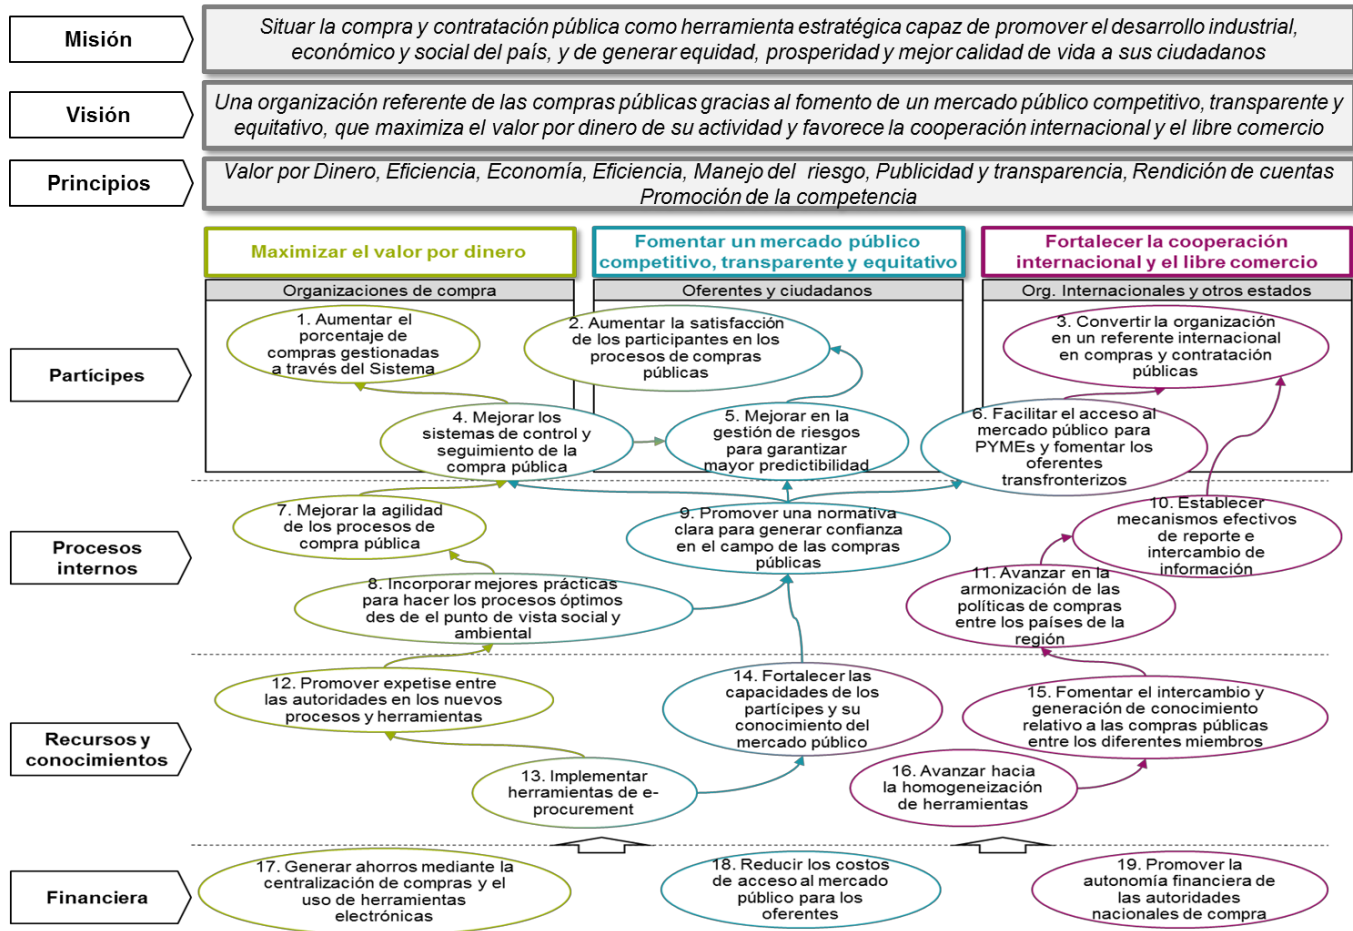 Misión
Situar la compra y contratación pública como herramienta estratégica capaz de promover el desarrollo industrial,
económico y social del país, y de generar equidad, prosperidad y mejor calidad de vida a sus ciudadanos
Visión
Una organización referente de las compras públicas gracias al fomento de un mercado público competitivo, transparente y
equitativo, que maximiza el valor por dinero de su actividad y favorece la cooperación internacional y el libre comercio
Principios
Valor por Dinero, Eficiencia, Economía, Eficiencia, Manejo del riesgo, Publicidad y transparencia, Rendición de cuentas
Promoción de la competencia
Maximizar el valor por dinero
Fomentar un mercado público
competitivo, transparente y equitativo
Fortalecer la cooperación
internacional y el libre comercio
Organizaciones de compra
Oferentes y ciudadanos
Org. Internacionales y otros estados
Partícipes
1. Aumentar el
porcentaje de
compras gestionadas
a través del Sistema
2. Aumentar la satisfacción
de los participantes en los
procesos de compras
públicas
3. Convertir la organización
en un referente internacional
en compras y contratación
públicas
4. Mejorar los
sistemas de control y
seguimiento de la
compra pública
5. Mejorar en la
gestión de riesgos
para garantizar
mayor predictibilidad
6. Facilitar el acceso al
mercado público para
PYMEs y fomentar los
oferentes
transfronterizos
Procesos
internos
7. Mejorar la agilidad
de los procesos de
compra pública
9. Promover una normativa
clara para generar confianza
en el campo de las compras
públicas
10. Establecer
mecanismos efectivos
de reporte e
intercambio de
información
8. Incorporar mejores prácticas
para hacer los procesos óptimos
des de el punto de vista social y
ambiental
11. Avanzar en la
armonización de las
políticas de compras
entre los países de la
región
Recursos y
conocimientos
12. Promover expetise entre
las autoridades en los nuevos
procesos y herramientas
14. Fortalecer las
capacidades de los
partícipes y su
conocimiento del
mercado público
15. Fomentar el intercambio y
generación de conocimiento
relativo a las compras públicas
entre los diferentes miembros
13. Implementar
herramientas de e-
procurement
16. Avanzar hacia
la homogeneización
de herramientas
Financiera
17. Generar ahorros mediante la
centralización de compras y el
uso de herramientas
electrónicas
18. Reducir los costos
de acceso al mercado
público para los
oferentes
19. Promover la
autonomía financiera de
las autoridades
nacionales de compra